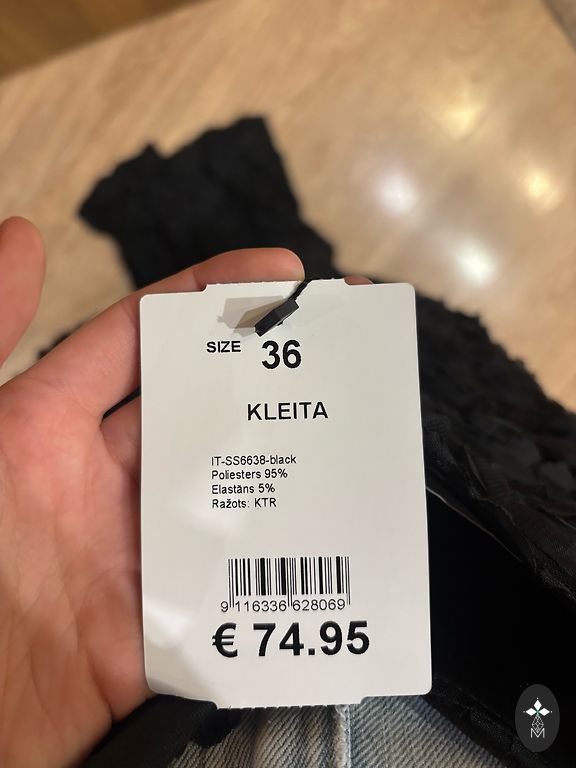 SIZE 36
KLEITA
IT-SS6638-black
Poliesters 95%
Elastāns 5%
Ražots: KTR
9 116336 628069
€ 74.95
M